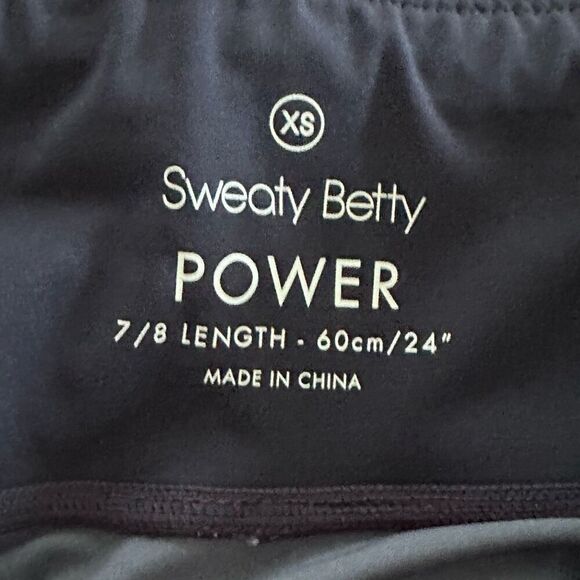 XS
Sweaty Betty
POWER
7/8 LENGTH - 60cm/24"
MADE IN CHINA